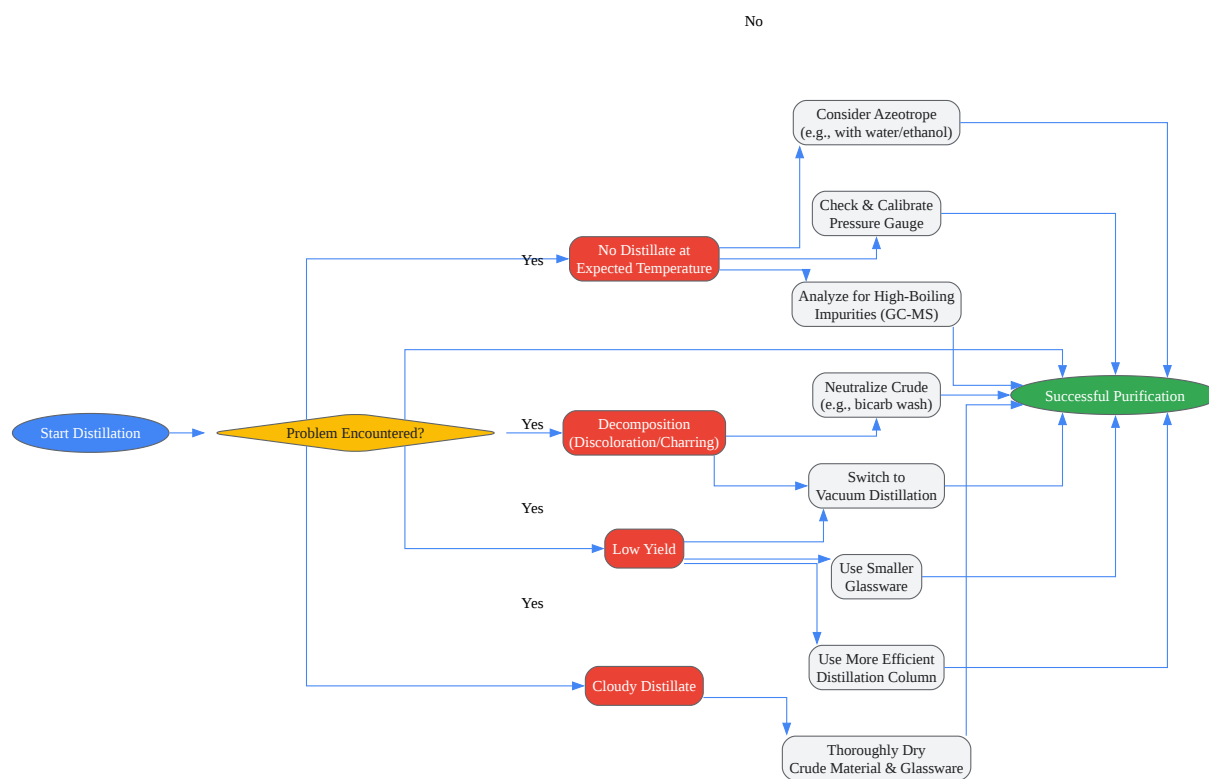 No
Consider Azeotrope
(e.g., with water/ethanol)
Check & Calibrate
Pressure Gauge
Yes
No Distillate at
Expected Temperature
Analyze for High-Boiling
Impurities (GC-MS)
Neutralize Crude
(e.g., bicarb wash)
Successful Purification
Start Distillation
Problem Encountered?
Yes
Decomposition
(Discoloration/Charring)
Switch to
Vacuum Distillation
Yes
Low Yield
Use Smaller
Glassware
Yes
Use More Efficient
Distillation Column
Cloudy Distillate
Thoroughly Dry
Crude Material & Glassware